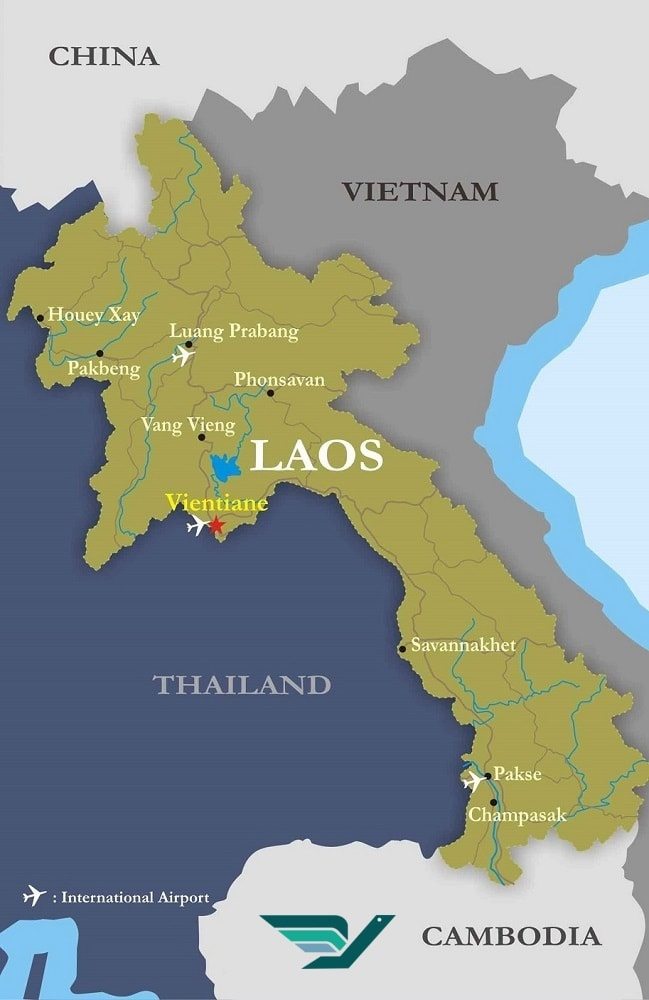 CHINA
VIETNAM
Houey Xay
Luang Prabang
Pakbeng
Phonsavan
Vang Vieng
LAOS
Vientiane
Savannakhet
THAILAND
Pakse
Champasak
: International Airport
CAMBODIA